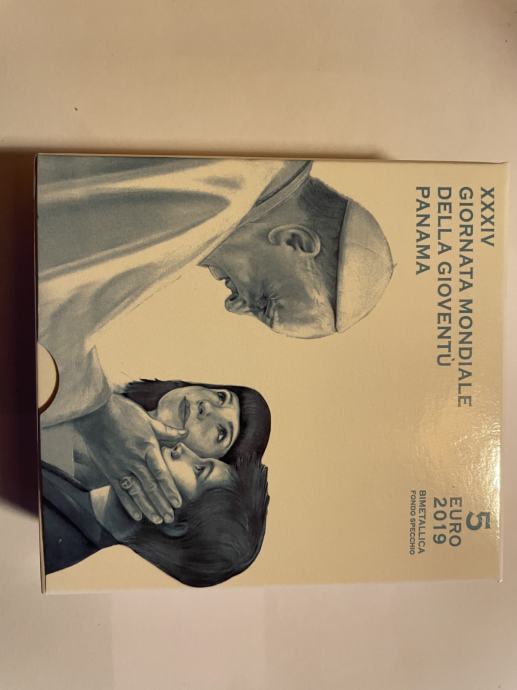 XXXIV
GIORNATA MONDIALE
DELLA GIOVENTÙ
PANAMA
5
EURO
2019
BIMETALLICA
FONDO SPECCHIO